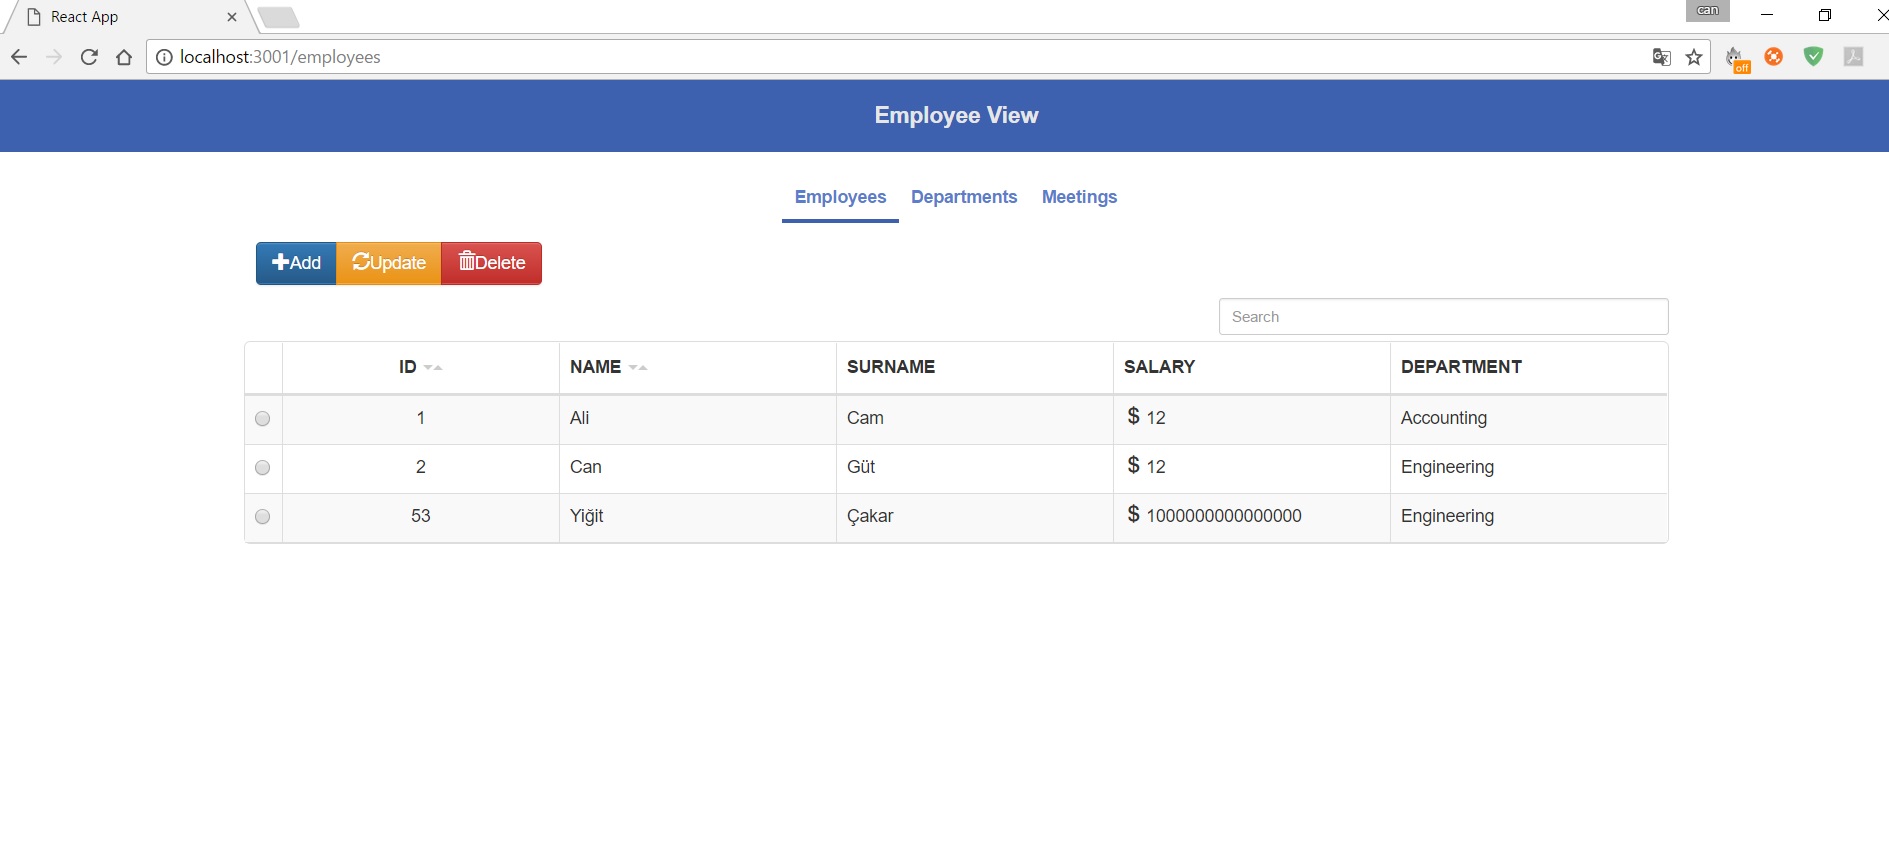 React App
can
localhost:3001/employees
off
Employee View
Employees Departments Meetings
Add Update Delete
Search
ID NAME SURNAME SALARY DEPARTMENT
1 Ali Cam $ 12 Accounting
2 Can Güt $ 12 Engineering
53 Yiğit Çakar $ 1000000000000000 Engineering